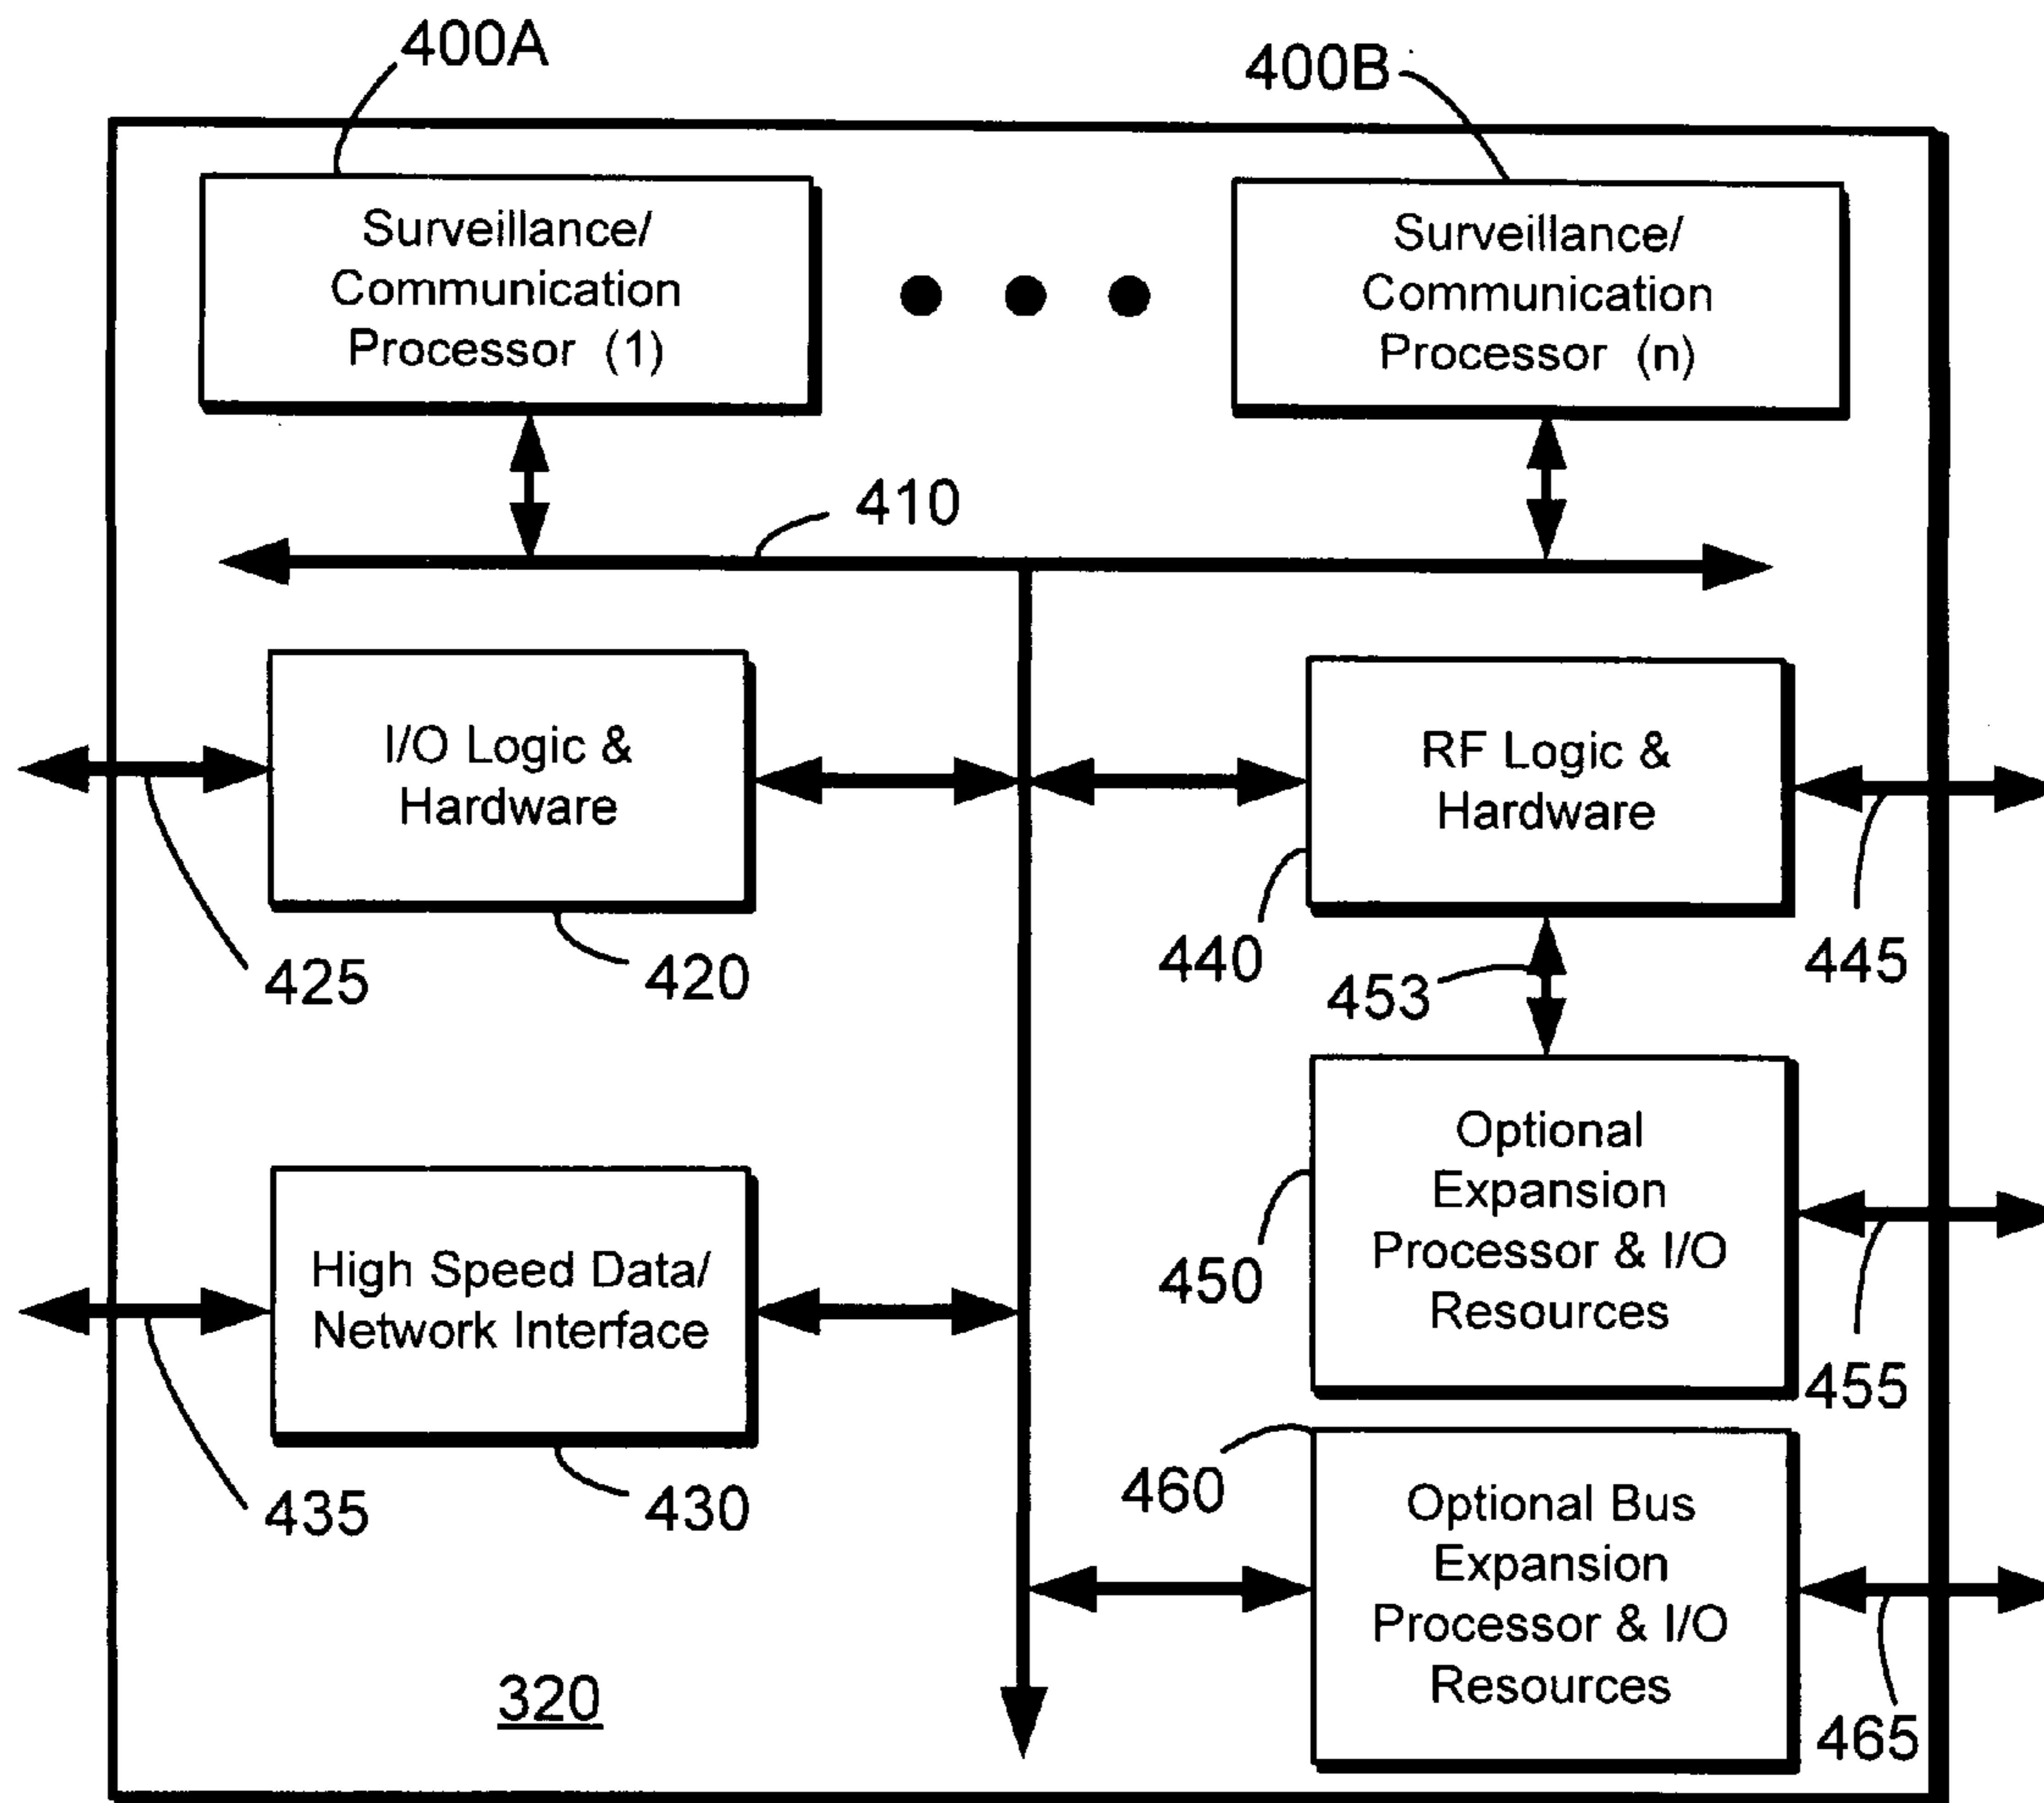 400A
400B
Surveillance/
Communication
Processor (1)
Surveillance/
Communication
Processor (n)
410
I/O Logic &
Hardware
RF Logic &
Hardware
425
420
440
453
445
High Speed Data/
Network Interface
Optional
Expansion
Processor & I/O
Resources
450
455
435
430
460
Optional Bus
Expansion
Processor & I/O
Resources
465
320